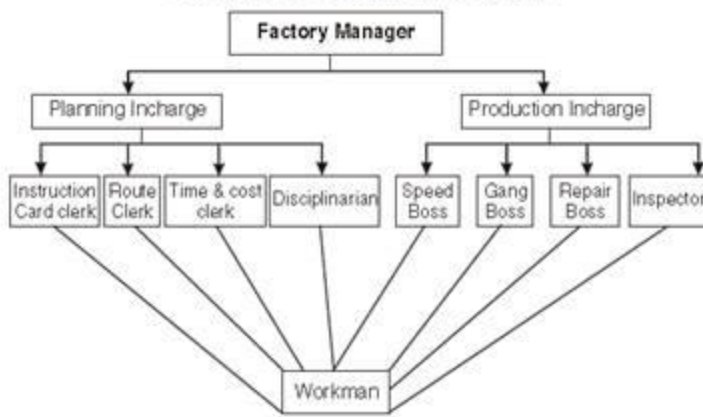 Factory Manager
Planning Incharge
Production Incharge
Instruction
Card clerk
Route
Clerk
Time & cost
clerk
Disciplinarian
Speed
Boss
Gang
Boss
Repair
Boss
Inspector
Workman